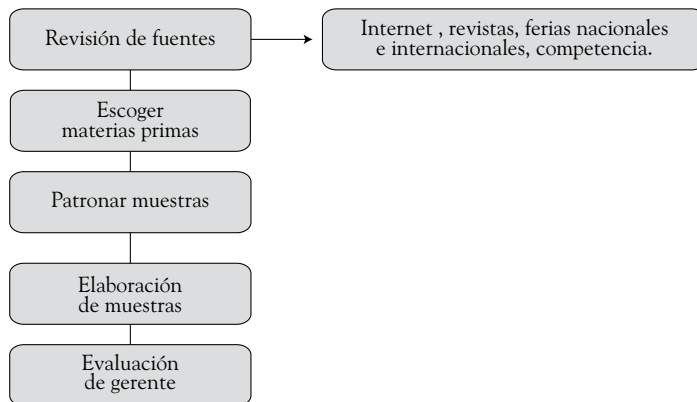 Revisión de fuentes
Internet , revistas, ferias nacionales
e internacionales, competencia.
Escoger
materias primas
Patronar muestras
Elaboración
de muestras
Evaluación
de gerente